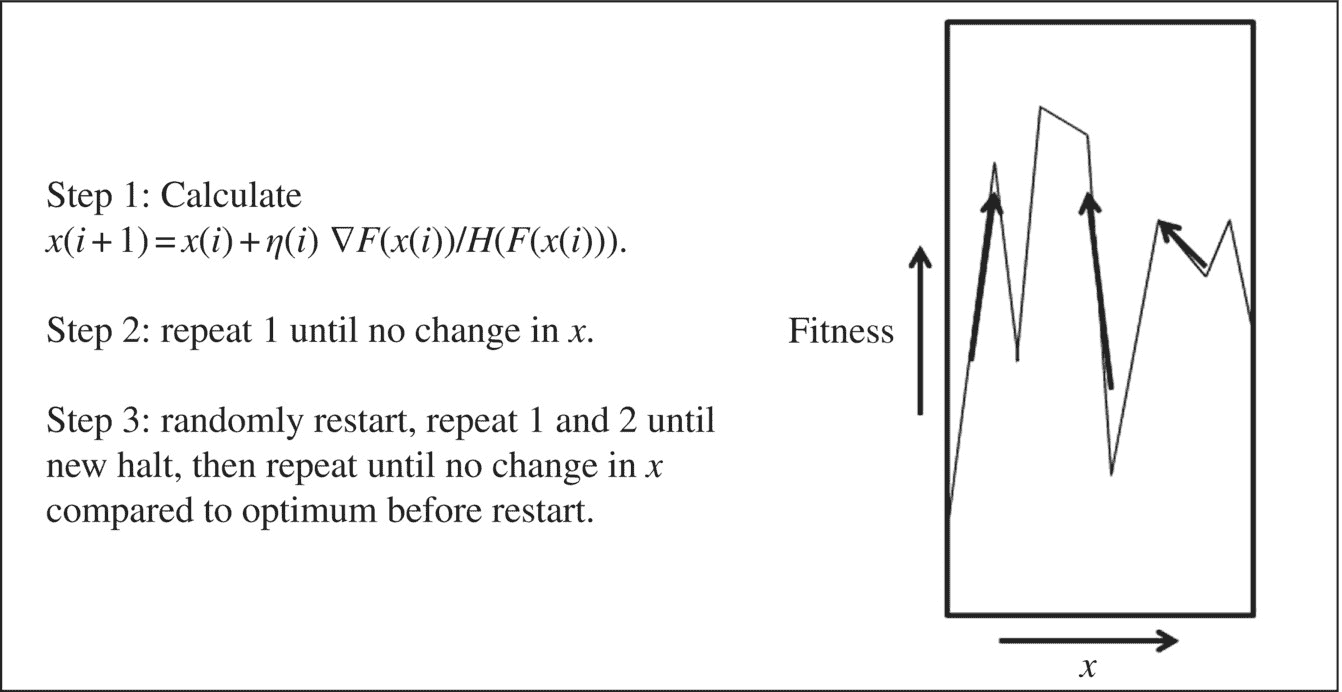 Step 1: Calculate
x(i + 1) = x(i) + η(i) ∇F(x(i))/H(F(x(i))).
Step 2: repeat 1 until no change in x.
Step 3: randomly restart, repeat 1 and 2 until
new halt, then repeat until no change in x
compared to optimum before restart.
Fitness
x